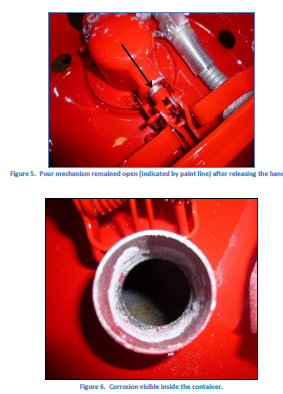 Figure 5. Pour mechanism remained open (indicated by paint line) after releasing the hand
Figure 6. Corrosion visible inside the container.